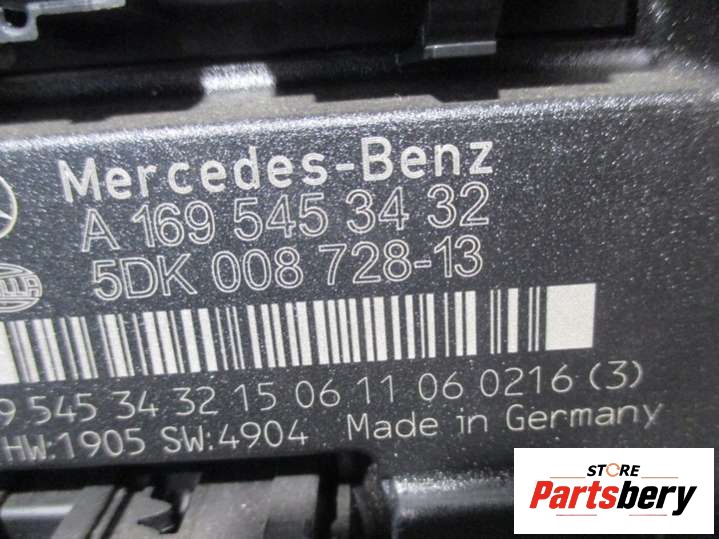 Mercedes-Benz
A 169 545 34 32
5DK 008 728-13
9 545 34 32 15 06 11 06 0216 (3)
HW:1905 SW:4904 Made in Germany
STORE
Partsbery